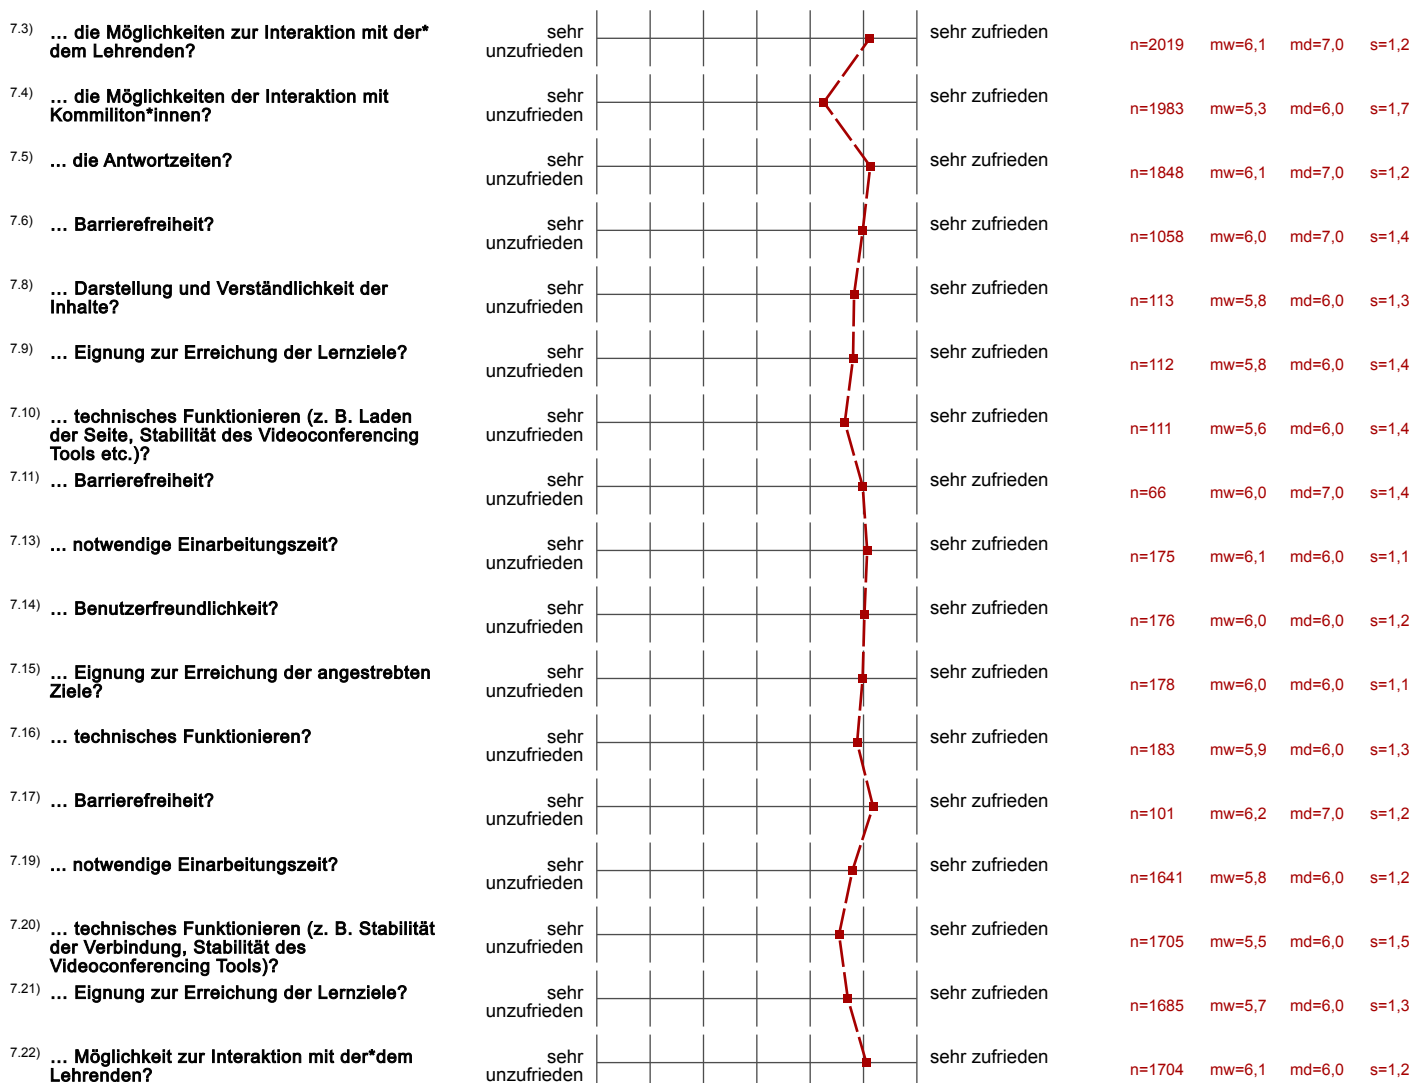 7.3) ... die Möglichkeiten zur Interaktion mit der*
dem Lehrenden?
sehr
unzufrieden
sehr zufrieden
n=2019 mw=6,1 md=7,0 s=1,2
7.4) ... die Möglichkeiten der Interaktion mit
Kommiliton*innen?
sehr
unzufrieden
sehr zufrieden
n=1983 mw=5,3 md=6,0 s=1,7
7.5) ... die Antwortzeiten?
sehr
unzufrieden
sehr zufrieden
n=1848 mw=6,1 md=7,0 s=1,2
7.6) ... Barrierefreiheit?
sehr
unzufrieden
sehr zufrieden
n=1058 mw=6,0 md=7,0 s=1,4
7.8) ... Darstellung und Verständlichkeit der
Inhalte?
sehr
unzufrieden
sehr zufrieden
n=113 mw=5,8 md=6,0 s=1,3
7.9) ... Eignung zur Erreichung der Lernziele?
sehr
unzufrieden
sehr zufrieden
n=112 mw=5,8 md=6,0 s=1,4
7.10) ... technisches Funktionieren (z. B. Laden
der Seite, Stabilität des Videoconferencing
Tools etc.)?
sehr
unzufrieden
sehr zufrieden
n=111 mw=5,6 md=6,0 s=1,4
7.11) ... Barrierefreiheit?
sehr
unzufrieden
sehr zufrieden
n=66 mw=6,0 md=7,0 s=1,4
7.13) ... notwendige Einarbeitungszeit?
sehr
unzufrieden
sehr zufrieden
n=175 mw=6,1 md=6,0 s=1,1
7.14) ... Benutzerfreundlichkeit?
sehr
unzufrieden
sehr zufrieden
n=176 mw=6,0 md=6,0 s=1,2
7.15) ... Eignung zur Erreichung der angestrebten
Ziele?
sehr
unzufrieden
sehr zufrieden
n=178 mw=6,0 md=6,0 s=1,1
7.16) ... technisches Funktionieren?
sehr
unzufrieden
sehr zufrieden
n=183 mw=5,9 md=6,0 s=1,3
7.17) ... Barrierefreiheit?
sehr
unzufrieden
sehr zufrieden
n=101 mw=6,2 md=7,0 s=1,2
7.19) ... notwendige Einarbeitungszeit?
sehr
unzufrieden
sehr zufrieden
n=1641 mw=5,8 md=6,0 s=1,2
7.20) ... technisches Funktionieren (z. B. Stabilität
der Verbindung, Stabilität des
Videoconferencing Tools)?
sehr
unzufrieden
sehr zufrieden
n=1705 mw=5,5 md=6,0 s=1,5
7.21) ... Eignung zur Erreichung der Lernziele?
sehr
unzufrieden
sehr zufrieden
n=1685 mw=5,7 md=6,0 s=1,3
7.22) ... Möglichkeit zur Interaktion mit der*dem
Lehrenden?
sehr
unzufrieden
sehr zufrieden
n=1704 mw=6,1 md=6,0 s=1,2